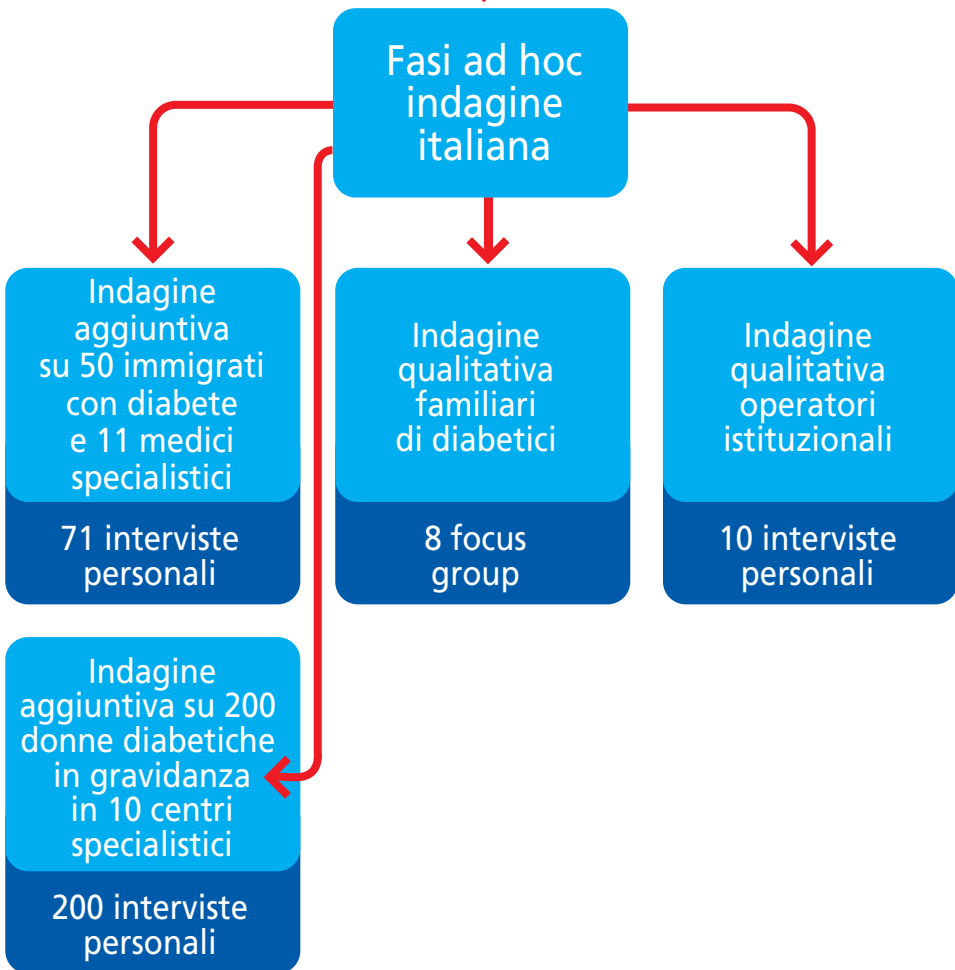 Fasi ad hoc
indagine
italiana
Indagine
aggiuntiva
su 50 immigrati
con diabete
e 11 medici
specialistici
71 interviste
personali
Indagine
qualitativa
familiari
di diabetici
8 focus
group
Indagine
qualitativa
operatori
istituzionali
10 interviste
personali
Indagine
aggiuntiva su 200
donne diabetiche
in gravidanza
in 10 centri
specialistici
200 interviste
personali